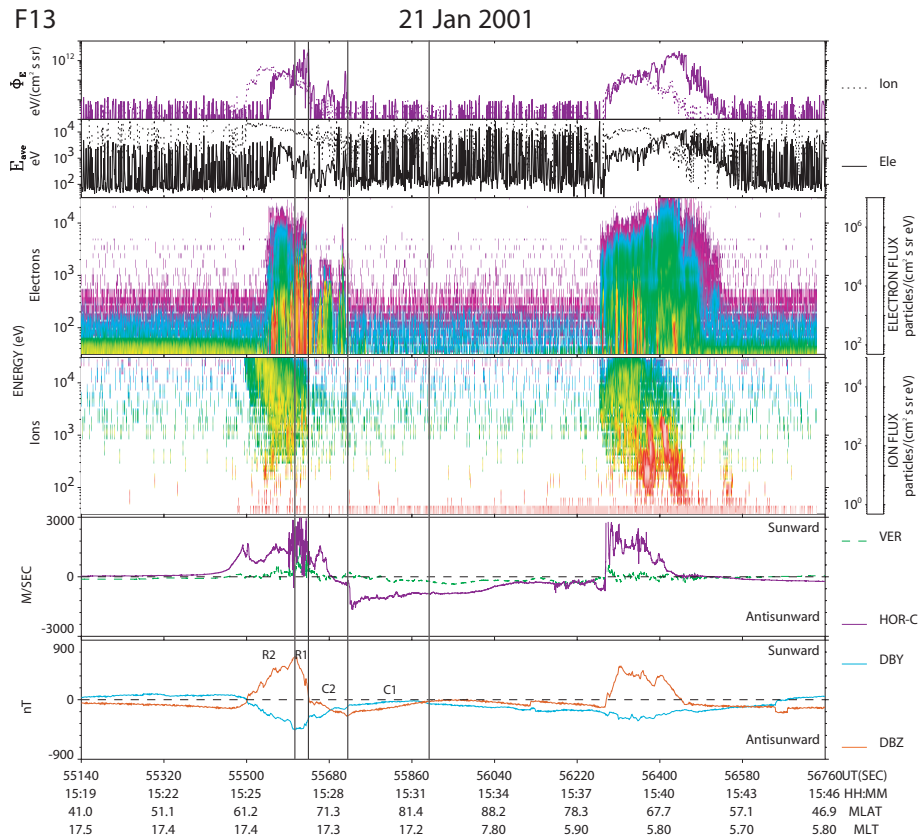 F13 21 Jan 2001
Φ_E
eV/(cm² s sr)
10¹²
Ion
E_ave
eV
10⁴
10³
10²
Ele
ENERGY (eV)
Electrons
10⁴
10³
10²
10⁶
10⁴
10²
ELECTRON FLUX
particles/(cm² s sr eV)
Ions
10⁴
10³
10²
10⁴
10²
10⁰
ION FLUX
particles/(cm² s sr eV)
M/SEC
3000
0
-3000
Sunward
Antisunward
VER
HOR-C
nT
900
0
-900
R2 R1
C2 C1
Sunward
Antisunward
DBY
DBZ
55140 55320 55500 55680 55860 56040 56220 56400 56580 56760 UT(SEC)
15:19 15:22 15:25 15:28 15:31 15:34 15:37 15:40 15:43 15:46 HH:MM
41.0 51.1 61.2 71.3 81.4 88.2 78.3 67.7 57.1 46.9 MLAT
17.5 17.4 17.4 17.3 17.2 7.80 5.90 5.80 5.70 5.80 MLT